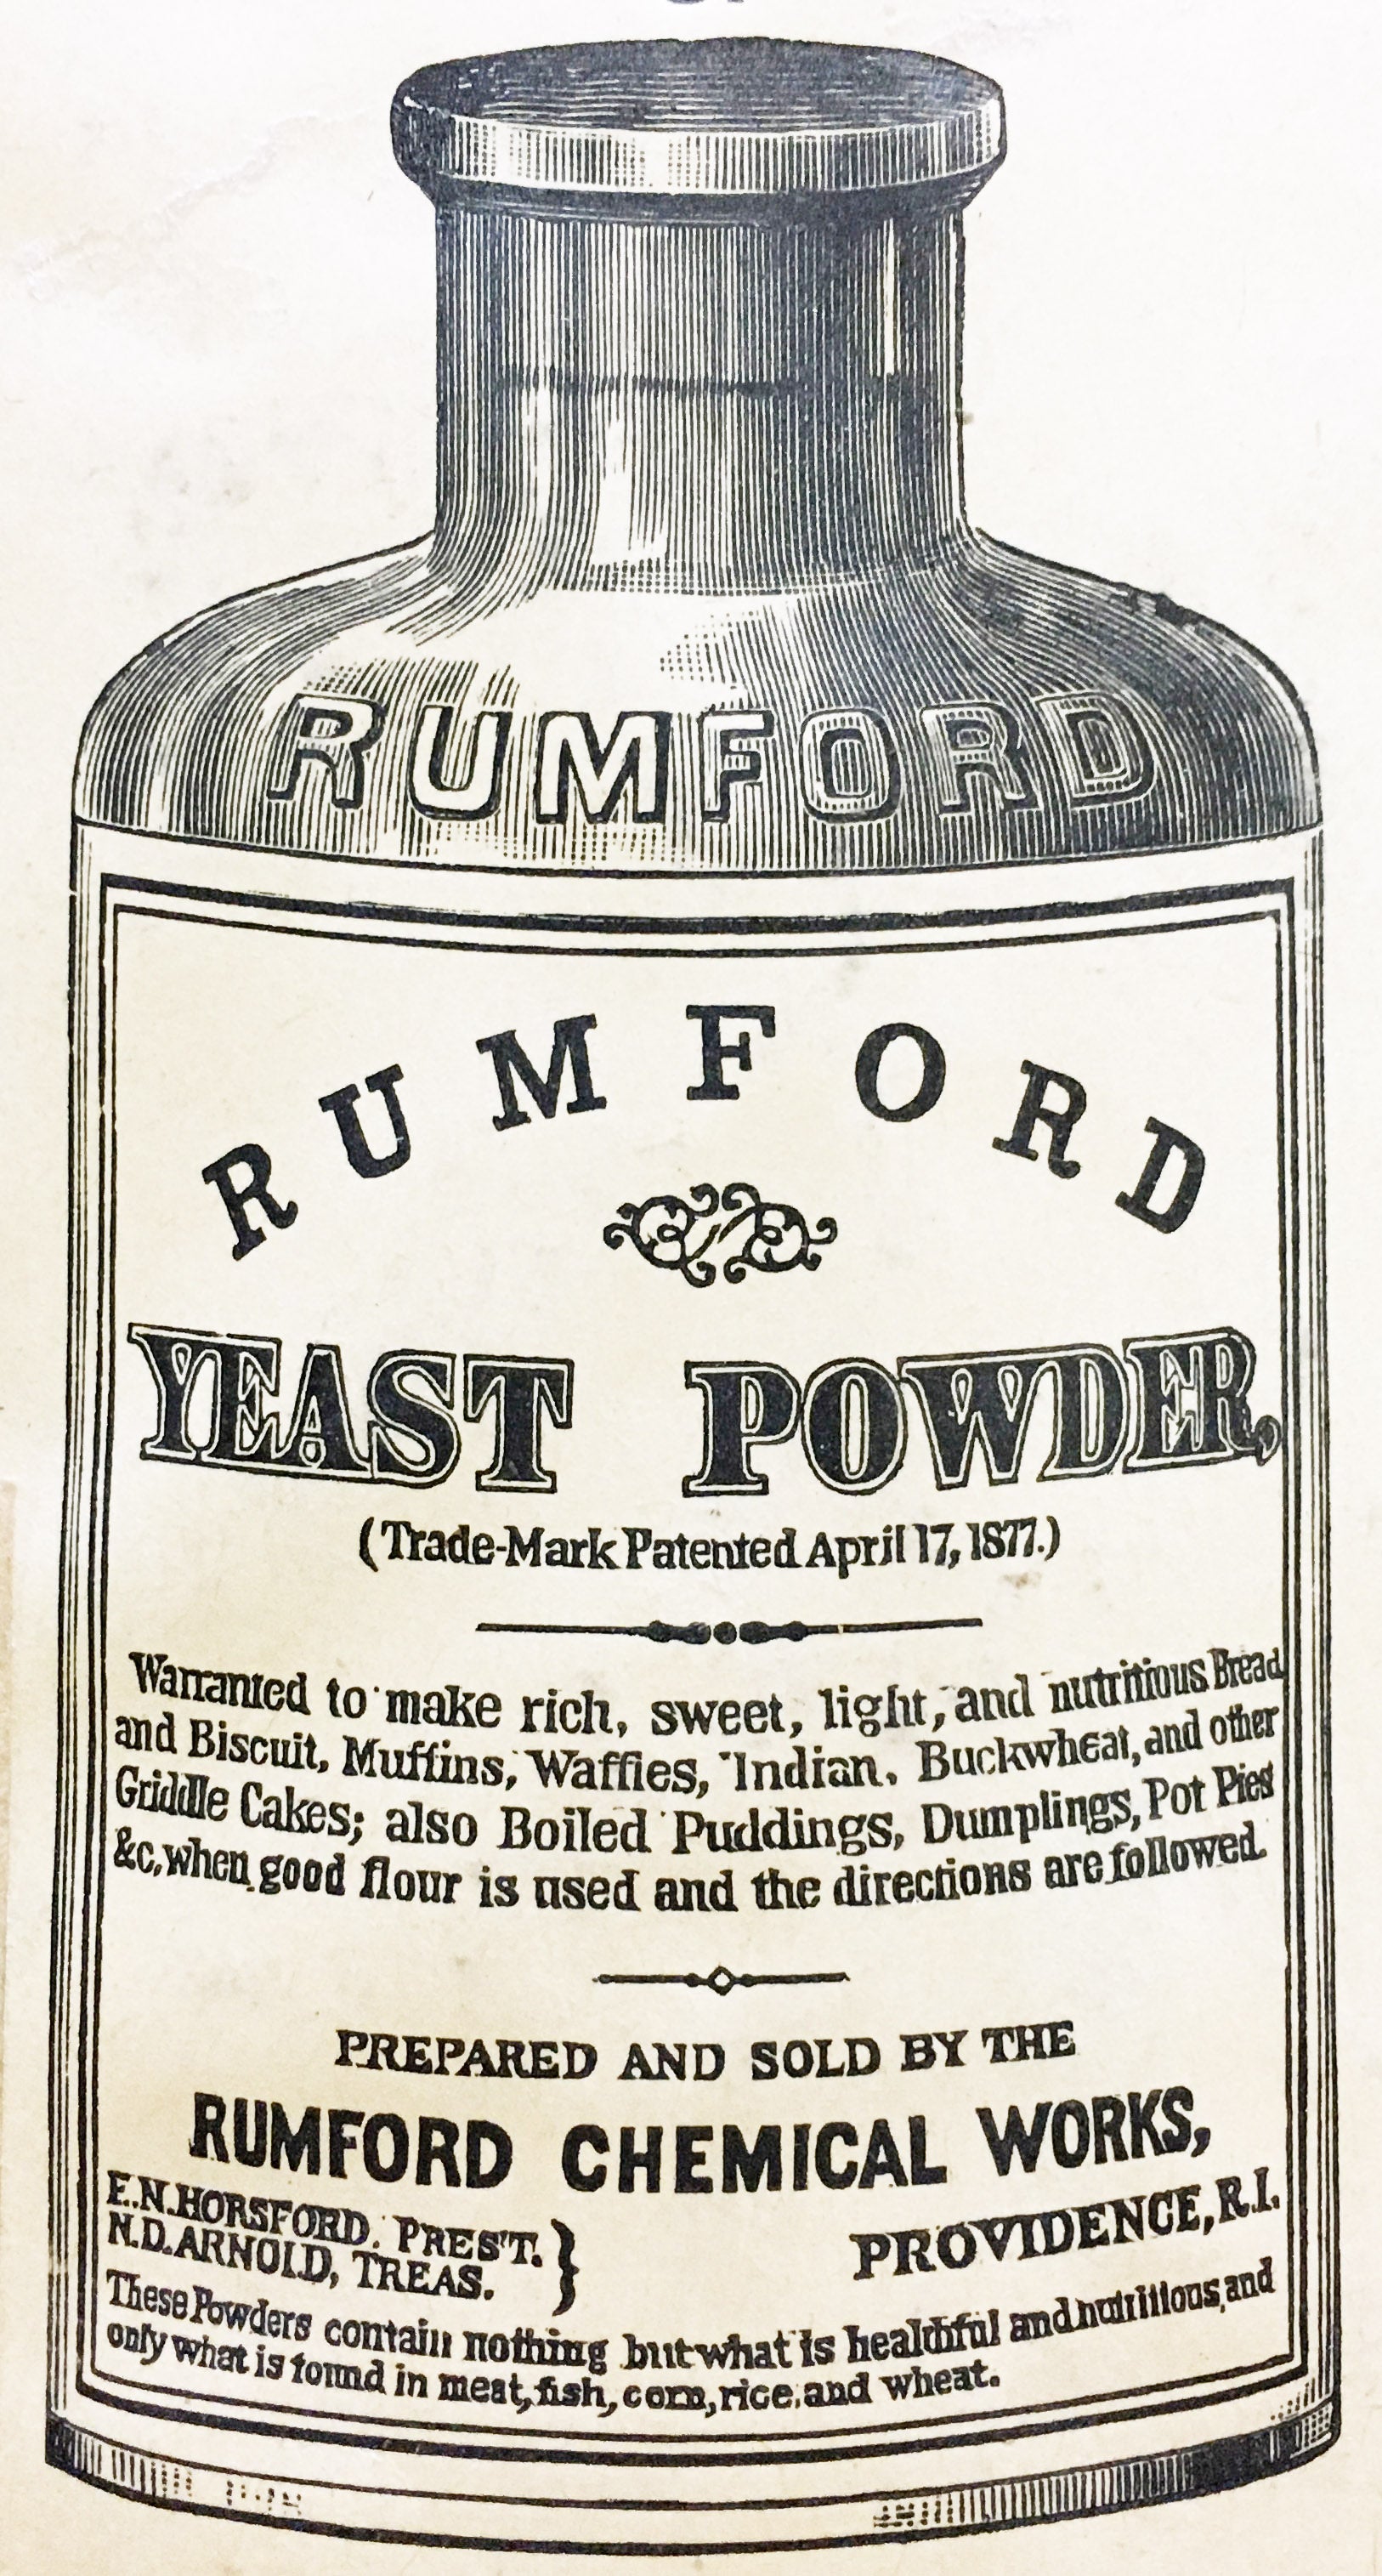 RUMFORD
RUMFORD
YEAST POWDER,
(Trade-Mark Patented April 17, 1877.)
Warranted to make rich, sweet, light, and nutritious Bread
and Biscuit, Muffins, Waffles, Indian, Buckwheat, and other
Griddle Cakes; also Boiled Puddings, Dumplings, Pot Pies
&c, when good flour is used and the directions are followed.
PREPARED AND SOLD BY THE
RUMFORD CHEMICAL WORKS,
E.N. HORSFORD. PRES'T.
N.D. ARNOLD, TREAS. }
PROVIDENCE, R.I.
These Powders contain nothing but what is healthful and nutritious, and
only what is found in meat, fish, corn, rice, and wheat.